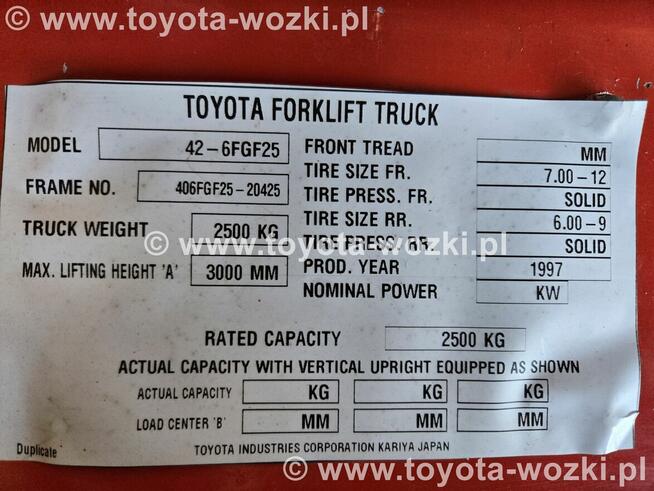 © www.toyota-wozki.pl
TOYOTA FORKLIFT TRUCK
MODEL 42-6FGF25
FRAME NO. 406FGF25-20425
TRUCK WEIGHT 2500 KG
MAX. LIFTING HEIGHT 'A' 3000 MM
FRONT TREAD MM
TIRE SIZE FR. 7.00-12
TIRE PRESS. FR. SOLID
TIRE SIZE RR. 6.00-9
TIRE PRESS. RR. SOLID
PROD. YEAR 1997
NOMINAL POWER KW
© www.toyota-wozki.pl
RATED CAPACITY 2500 KG
ACTUAL CAPACITY WITH VERTICAL UPRIGHT EQUIPPED AS SHOWN
ACTUAL CAPACITY KG KG KG
LOAD CENTER 'B' MM MM MM
Duplicate TOYOTA INDUSTRIES CORPORATION KARIYA JAPAN
© www.toyota-wozki.pl